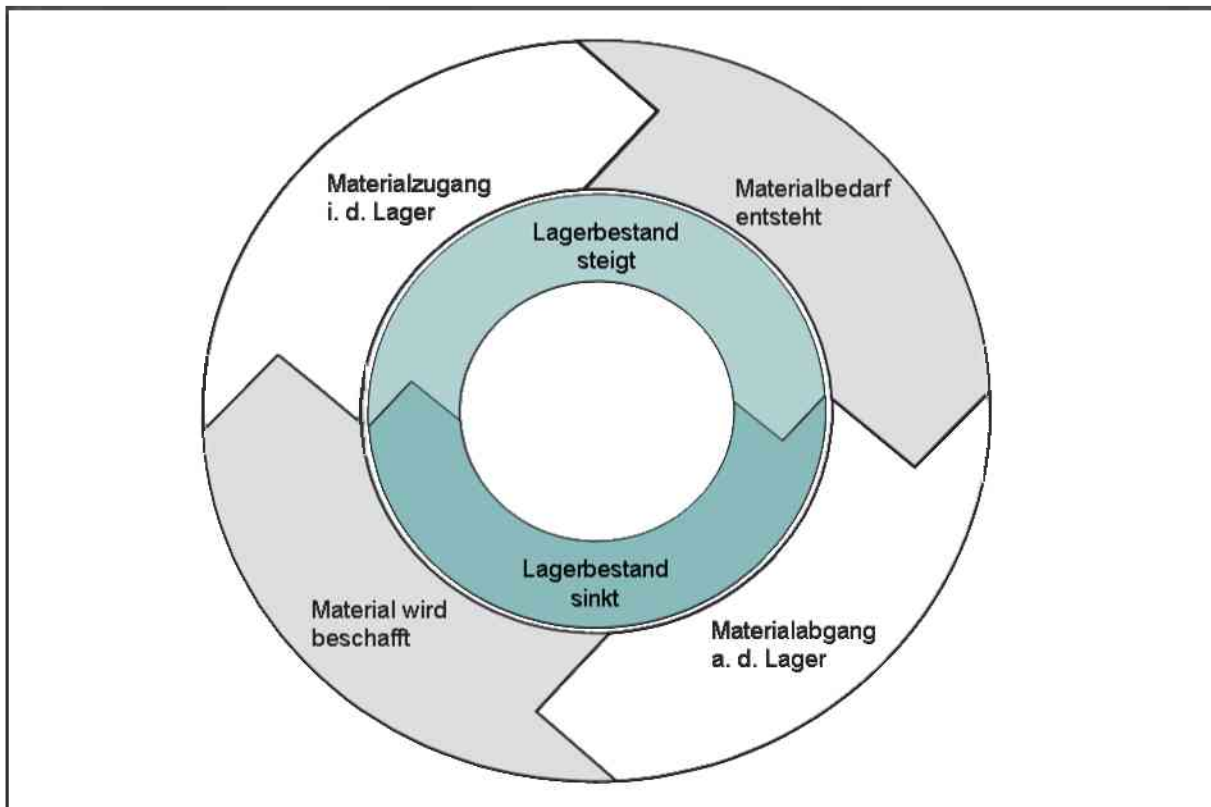 Materialzugang
i. d. Lager
Materialbedarf
entsteht
Lagerbestand
steigt
Lagerbestand
sinkt
Material wird
beschafft
Materialabgang
a. d. Lager